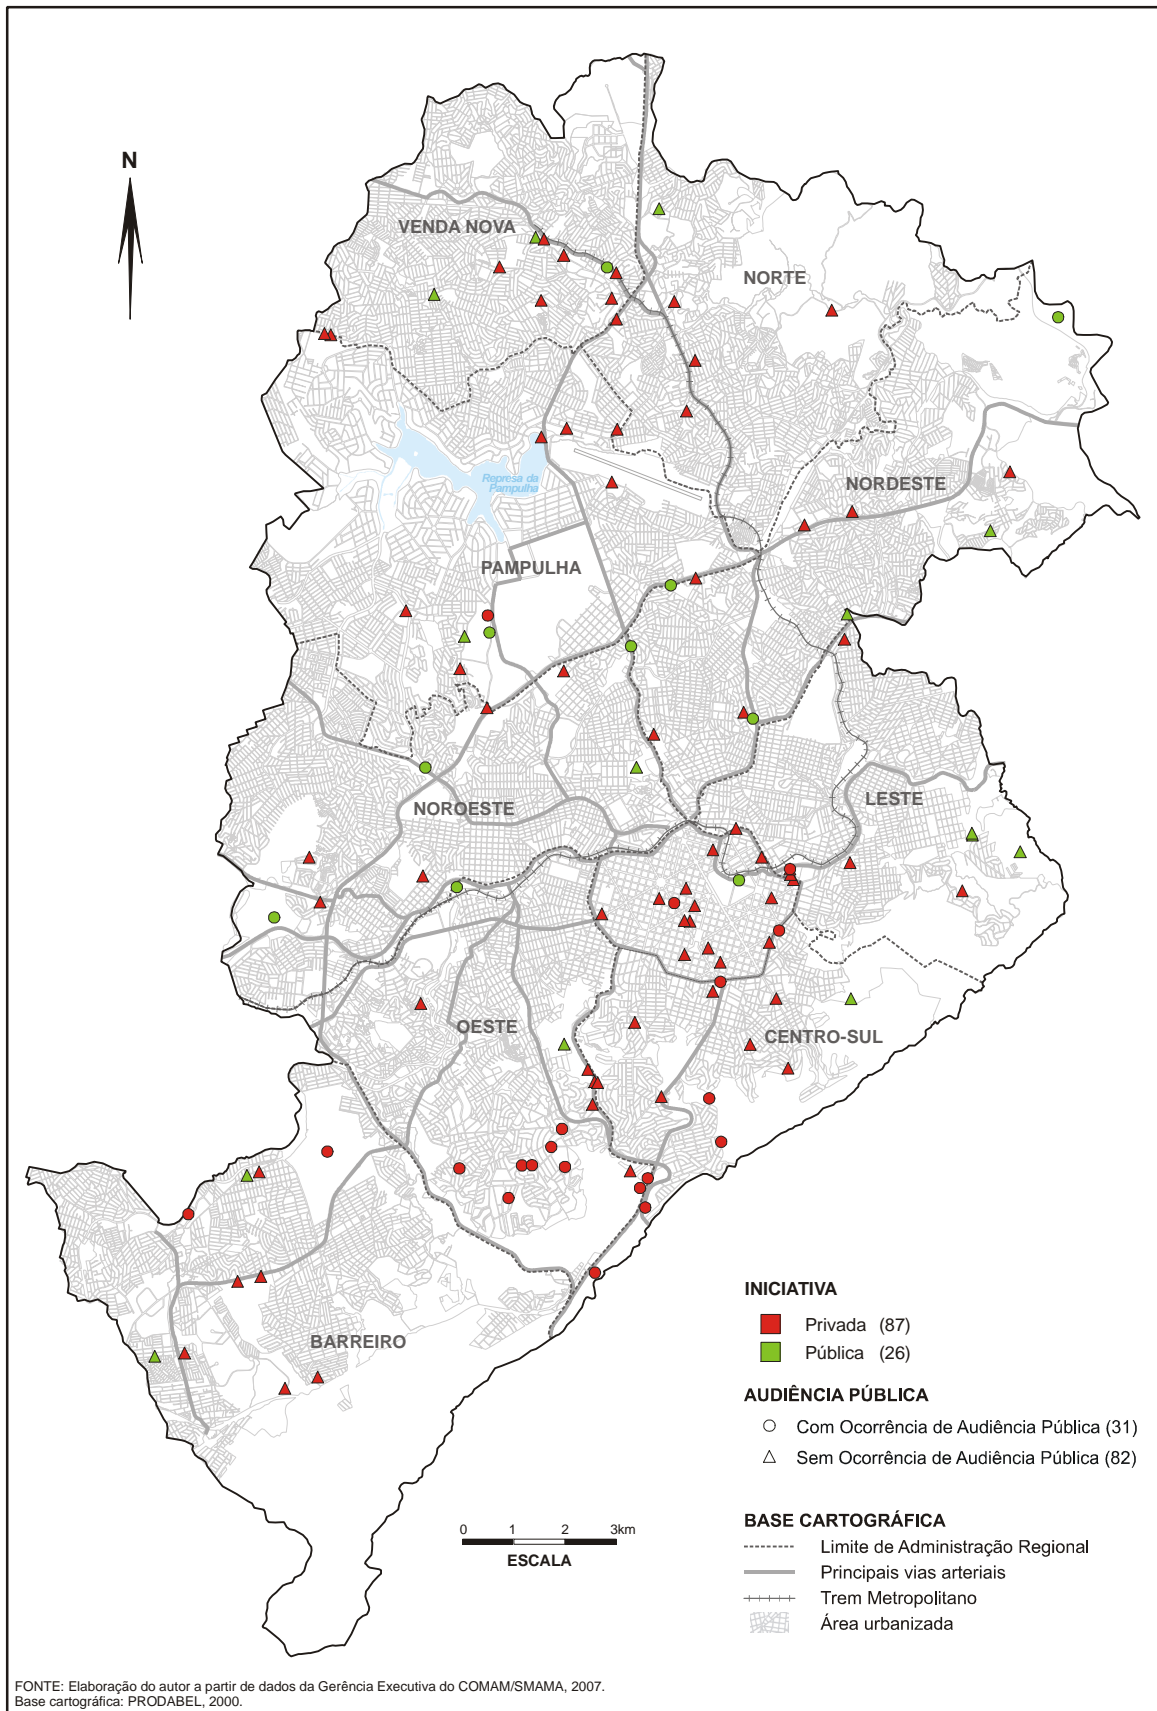 N
VENDA NOVA
NORTE
NORDESTE
Represa da
Pampulha
PAMPULHA
NOROESTE
LESTE
OESTE
CENTRO-SUL
BARREIRO
INICIATIVA
Privada (87)
Pública (26)
AUDIÊNCIA PÚBLICA
Com Ocorrência de Audiência Pública (31)
Sem Ocorrência de Audiência Pública (82)
BASE CARTOGRÁFICA
Limite de Administração Regional
Principais vias arteriais
Trem Metropolitano
Área urbanizada
0 1 2 3km
ESCALA
FONTE: Elaboração do autor a partir de dados da Gerência Executiva do COMAM/SMAMA, 2007.
Base cartográfica: PRODABEL, 2000.